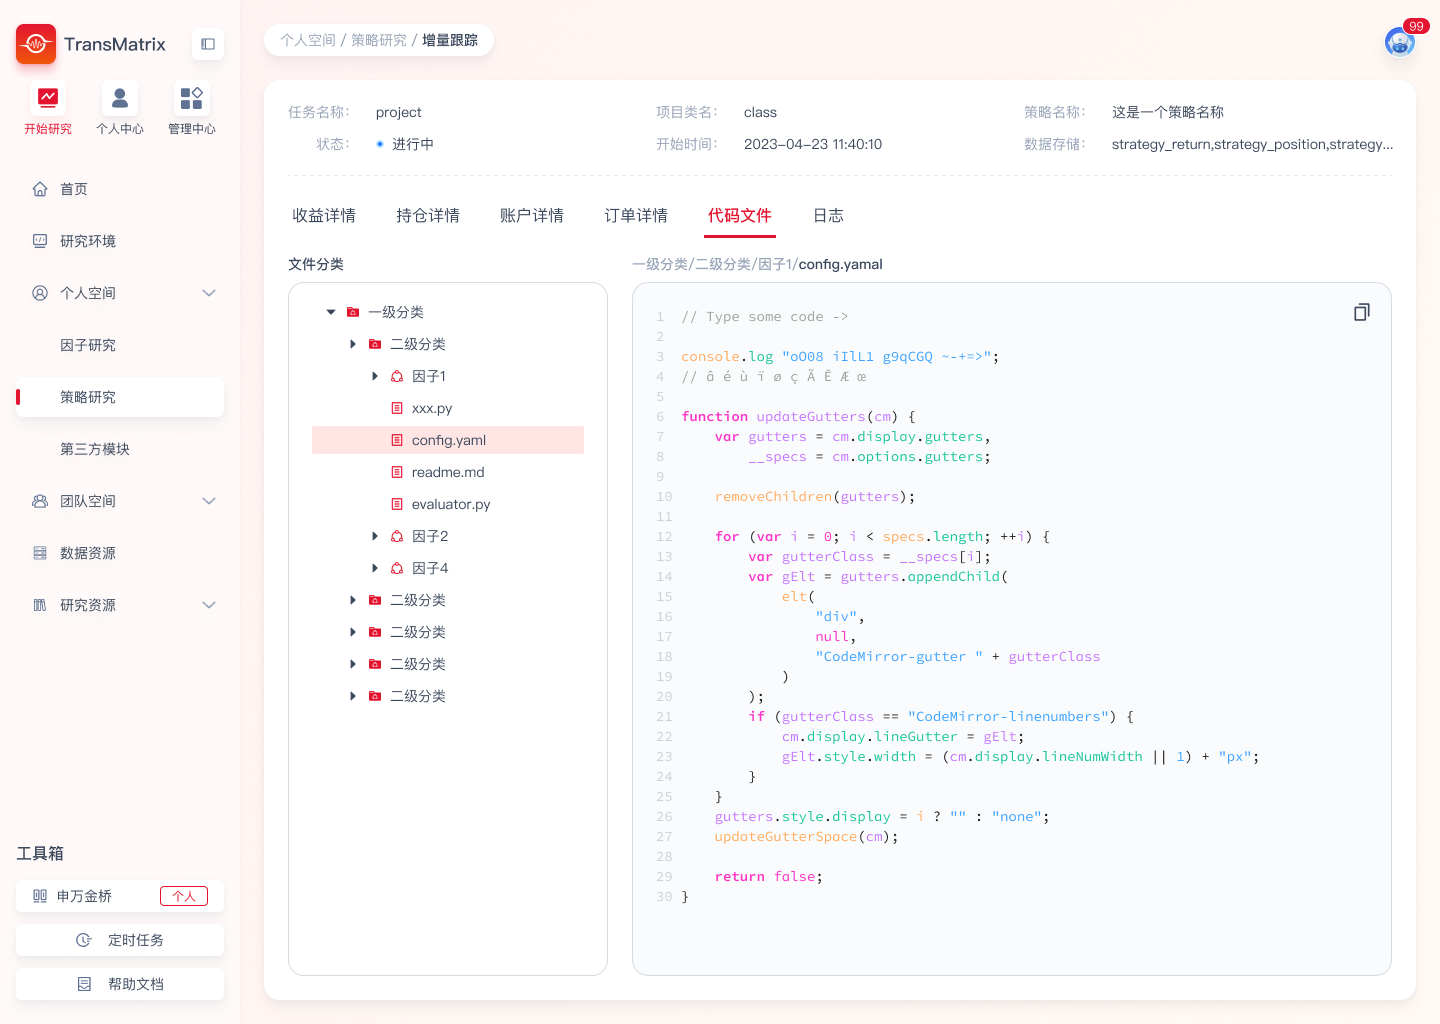 TransMatrix
开始研究
个人中心
管理中心
首页
研究环境
个人空间
因子研究
策略研究
第三方模块
团队空间
数据资源
研究资源
工具箱
申万金桥 个人
定时任务
帮助文档
个人空间 / 策略研究 / 增量跟踪
99
任务名称： project
项目类名： class
策略名称： 这是一个策略名称
状态： 进行中
开始时间： 2023-04-23 11:40:10
数据存储： strategy_return,strategy_position,strategy...
收益详情 持仓详情 账户详情 订单详情 代码文件 日志
文件分类
一级分类
二级分类
因子1
xxx.py
config.yaml
readme.md
evaluator.py
因子2
因子4
二级分类
二级分类
二级分类
二级分类
一级分类/二级分类/因子1/config.yamal
1 // Type some code ->
2
3 console.log "oO08 iIlL1 g9qCGQ ~-+=>";
4 // â é ù ï ø ç Ã Ē Æ œ
5
6 function updateGutters(cm) {
7     var gutters = cm.display.gutters,
8         __specs = cm.options.gutters;
9
10     removeChildren(gutters);
11
12     for (var i = 0; i < specs.length; ++i) {
13         var gutterClass = __specs[i];
14         var gElt = gutters.appendChild(
15             elt(
16                 "div",
17                 null,
18                 "CodeMirror-gutter " + gutterClass
19             )
20         );
21         if (gutterClass == "CodeMirror-linenumbers") {
22             cm.display.lineGutter = gElt;
23             gElt.style.width = (cm.display.lineNumWidth || 1) + "px";
24         }
25     }
26     gutters.style.display = i ? "" : "none";
27     updateGutterSpace(cm);
28
29     return false;
30 }